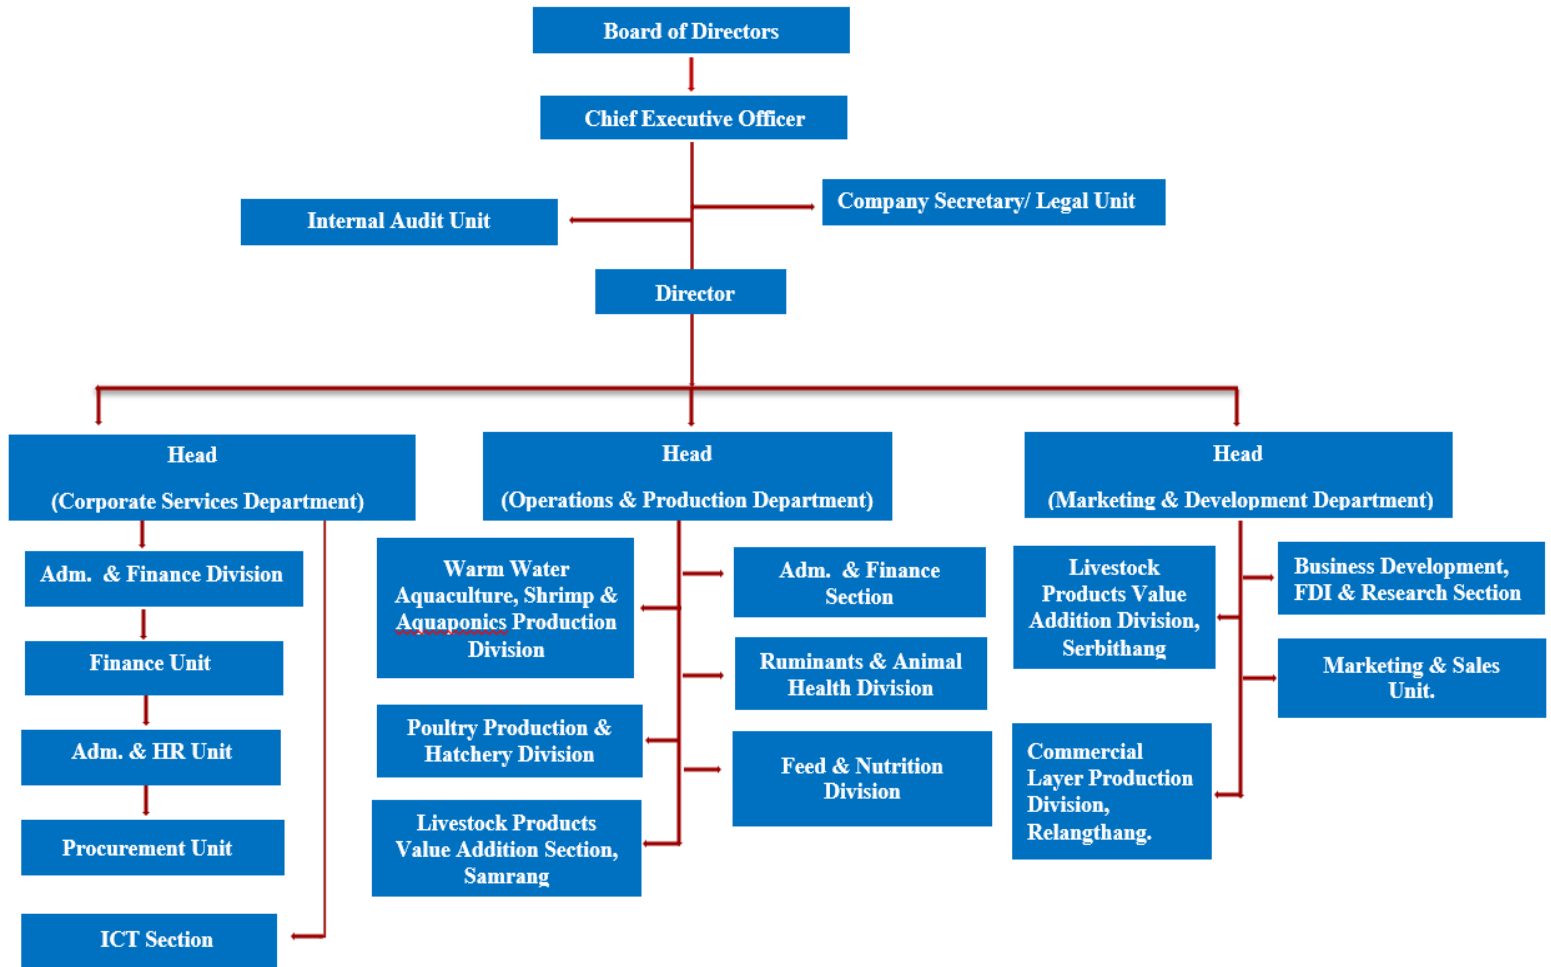 Board of Directors
Chief Executive Officer
Company Secretary/ Legal Unit
Internal Audit Unit
Director
Head
(Corporate Services Department)
Head
(Operations & Production Department)
Head
(Marketing & Development Department)
Adm.  & Finance Division
Finance Unit
Adm. & HR Unit
Procurement Unit
ICT Section
Warm Water
Aquaculture, Shrimp &
Aquaponics Production
Division
Poultry Production &
Hatchery Division
Livestock Products
Value Addition Section,
Samrang
Adm.  & Finance
Section
Ruminants & Animal
Health Division
Feed & Nutrition
Division
Livestock
Products Value
Addition Division,
Serbithang
Commercial
Layer Production
Division,
Relangthang.
Business Development,
FDI & Research Section
Marketing & Sales
Unit.